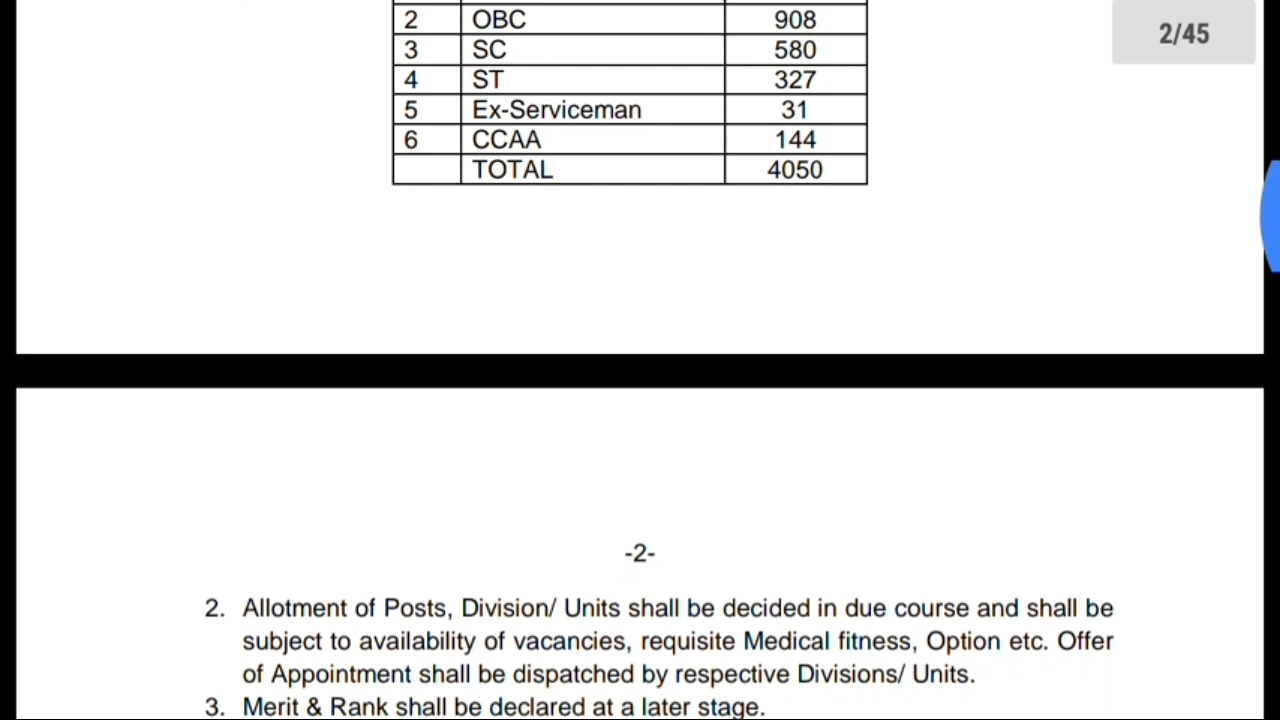 2 OBC 908
3 SC 580
4 ST 327
5 Ex-Serviceman 31
6 CCAA 144
TOTAL 4050
2/45
-2-
2. Allotment of Posts, Division/ Units shall be decided in due course and shall be
subject to availability of vacancies, requisite Medical fitness, Option etc. Offer
of Appointment shall be dispatched by respective Divisions/ Units.
3. Merit & Rank shall be declared at a later stage.